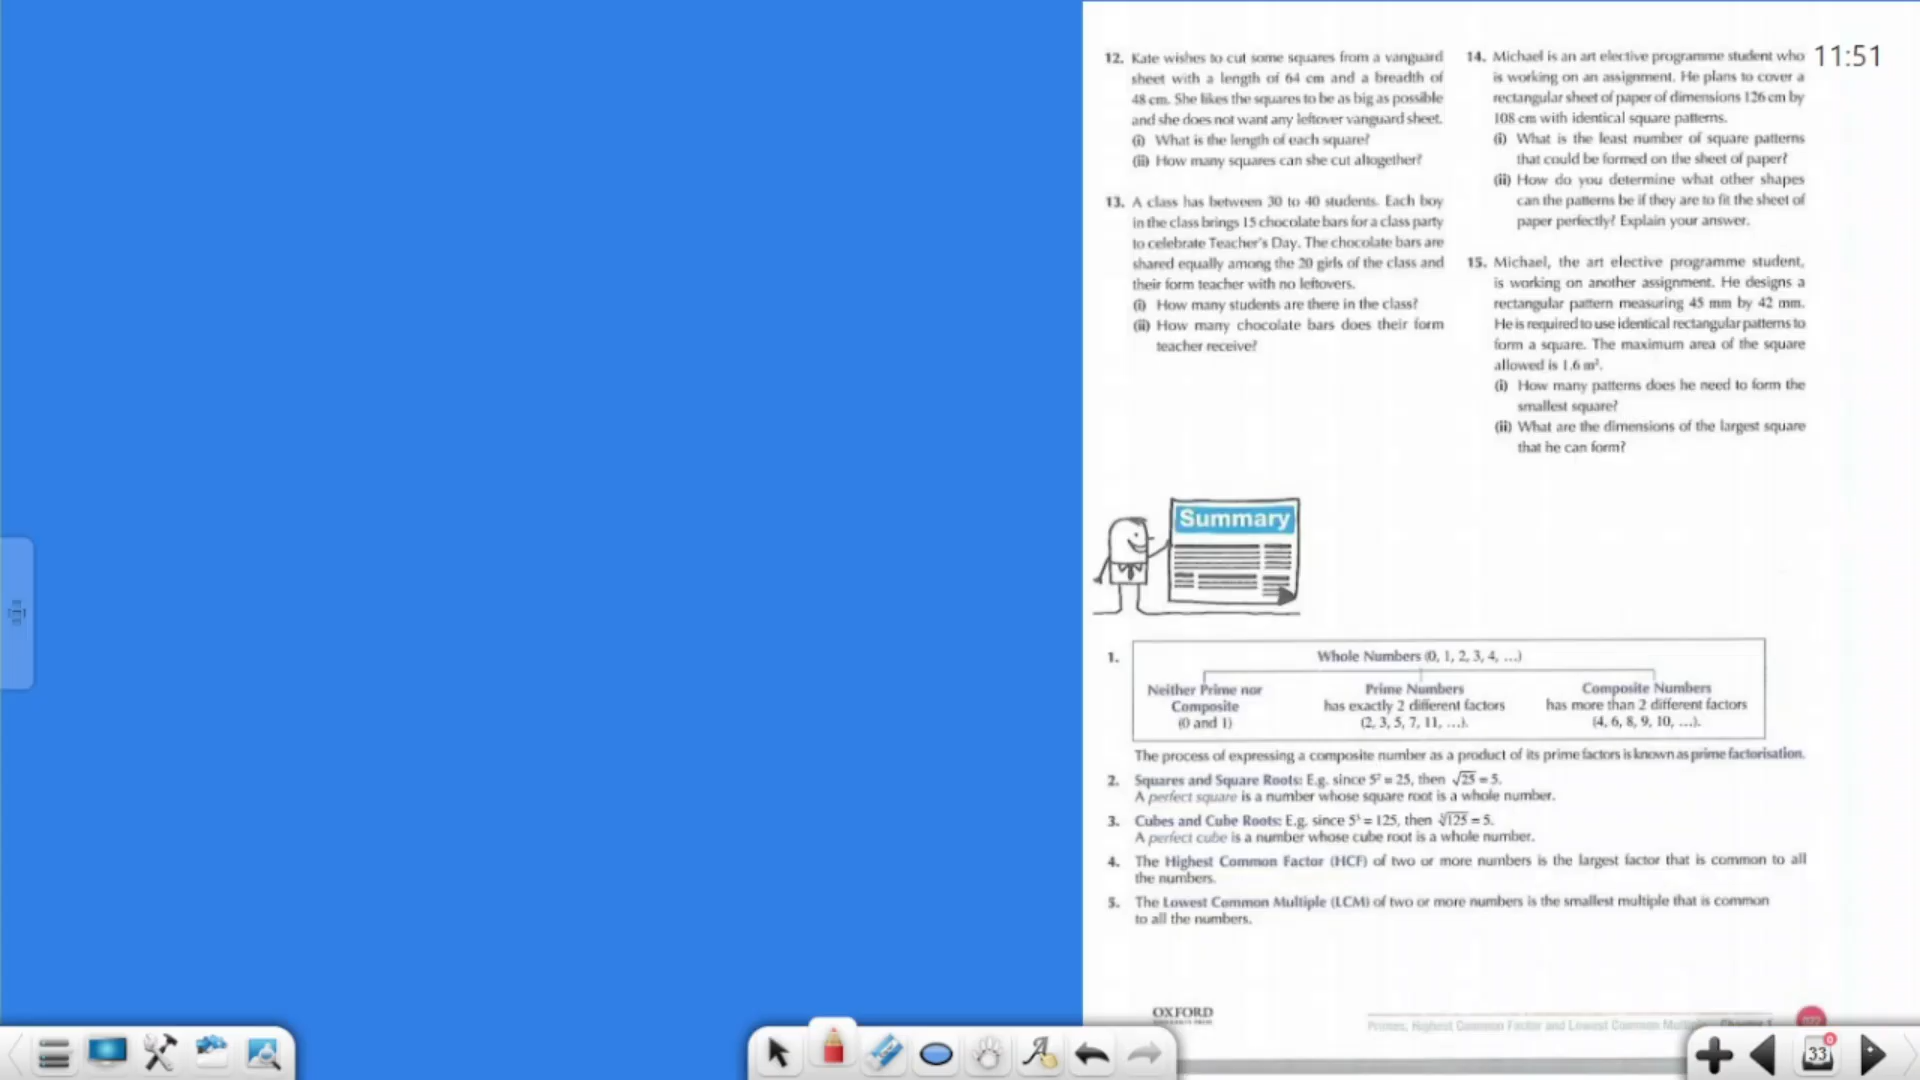 12. Kate wishes to cut some squares from a vanguard
sheet with a length of 64 cm and a breadth of
48 cm. She likes the squares to be as big as possible
and she does not want any leftover vanguard sheet.
(i) What is the length of each square?
(ii) How many squares can she cut altogether?
13. A class has between 30 to 40 students. Each boy
in the class brings 15 chocolate bars for a class party
to celebrate Teacher's Day. The chocolate bars are
shared equally among the 20 girls of the class and
their form teacher with no leftovers.
(i) How many students are there in the class?
(ii) How many chocolate bars does their form
teacher receive?
14. Michael is an art elective programme student who
is working on an assignment. He plans to cover a
rectangular sheet of paper of dimensions 126 cm by
108 cm with identical square patterns.
(i) What is the least number of square patterns
that could be formed on the sheet of paper?
(ii) How do you determine what other shapes
can the patterns be if they are to fit the sheet of
paper perfectly? Explain your answer.
15. Michael, the art elective programme student,
is working on another assignment. He designs a
rectangular pattern measuring 45 mm by 42 mm.
He is required to use identical rectangular patterns to
form a square. The maximum area of the square
allowed is 1.6 m².
(i) How many patterns does he need to form the
smallest square?
(ii) What are the dimensions of the largest square
that he can form?
11:51
Summary
1. Whole Numbers (0, 1, 2, 3, 4, ...)
Neither Prime nor
Composite
(0 and 1)
Prime Numbers
has exactly 2 different factors
(2, 3, 5, 7, 11, ...).
Composite Numbers
has more than 2 different factors
(4, 6, 8, 9, 10, ...).
The process of expressing a composite number as a product of its prime factors is known as prime factorisation.
2. Squares and Square Roots: E.g. since 5² = 25, then √25 = 5.
A perfect square is a number whose square root is a whole number.
3. Cubes and Cube Roots: E.g. since 5³ = 125, then ∛125 = 5.
A perfect cube is a number whose cube root is a whole number.
4. The Highest Common Factor (HCF) of two or more numbers is the largest factor that is common to all
the numbers.
5. The Lowest Common Multiple (LCM) of two or more numbers is the smallest multiple that is common
to all the numbers.
OXFORD
Primes, Highest Common Factor and Lowest Common
33
0